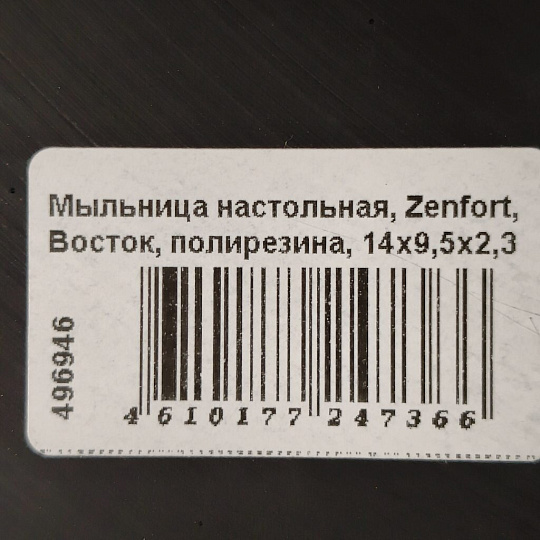 Мыльница настольная, Zenfort,
Восток, полирезина, 14х9,5х2,3
496946
4 610177 247366